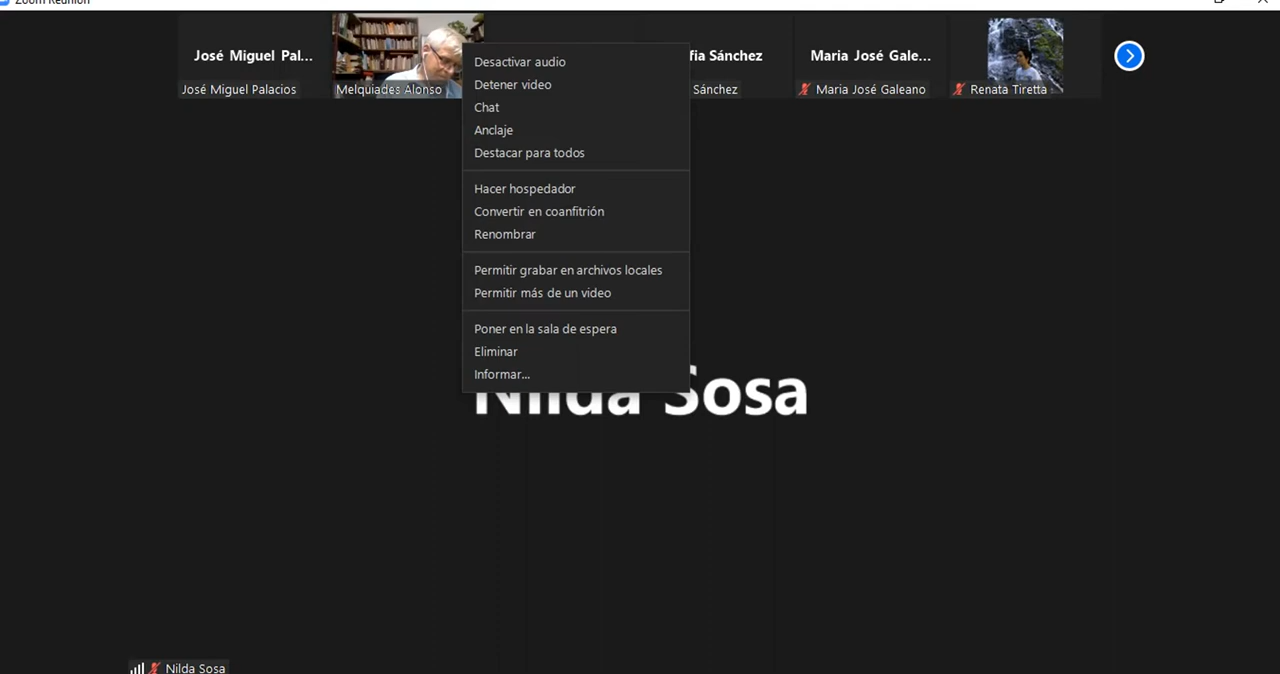 Zoom Reunión
José Miguel Pal...
fia Sánchez
Maria José Gale...
José Miguel Palacios
Melquiades Alonso
Sánchez
Maria José Galeano
Renata Tiretta
Desactivar audio
Detener video
Chat
Anclaje
Destacar para todos
Hacer hospedador
Convertir en coanfitrión
Renombrar
Permitir grabar en archivos locales
Permitir más de un video
Poner en la sala de espera
Eliminar
Informar...
Nilda Sosa
Nilda Sosa